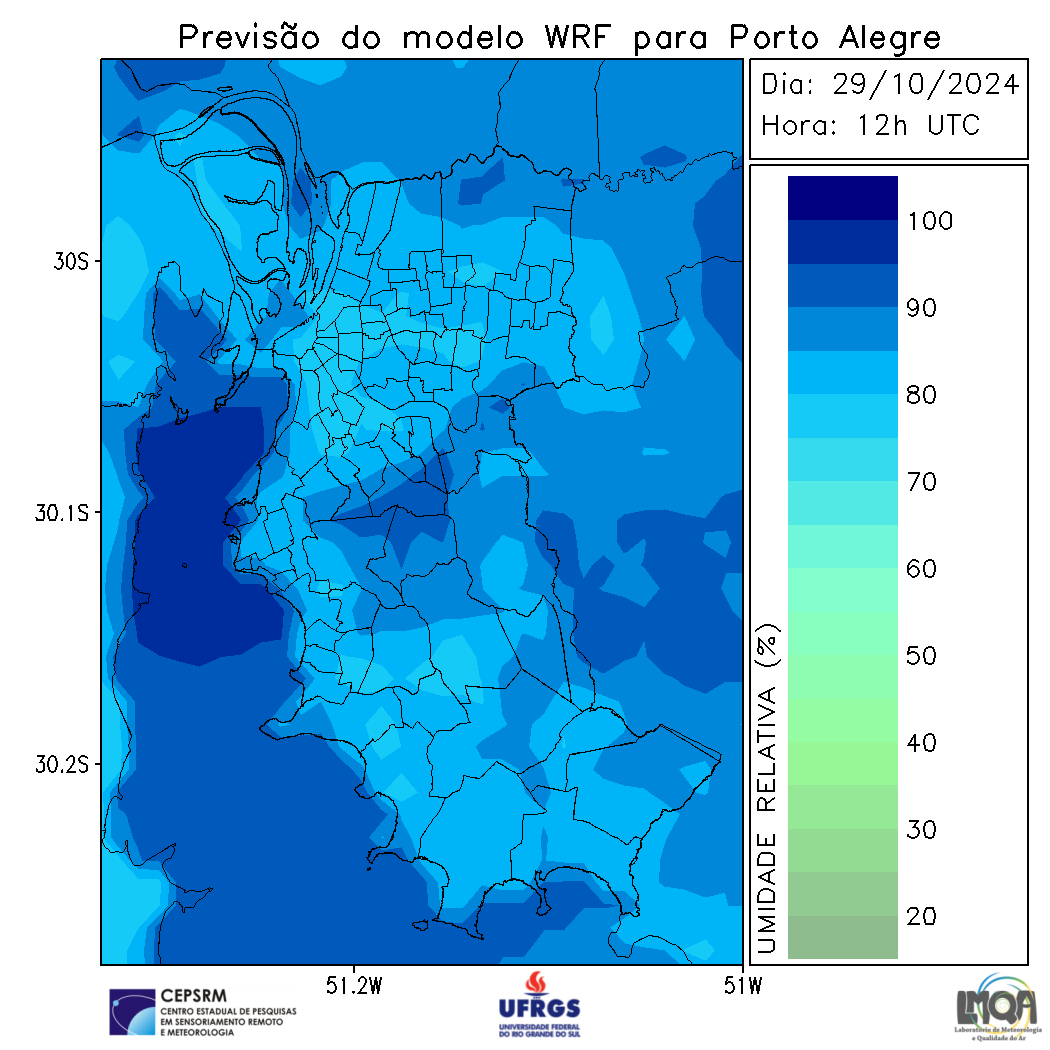 Previsão do modelo WRF para Porto Alegre
Dia: 29/10/2024
Hora: 12h UTC
30S
30.1S
30.2S
51.2W
51W
100
90
80
70
60
50
40
30
20
UMIDADE RELATIVA (%)
CEPSRM
CENTRO ESTADUAL DE PESQUISAS
EM SENSORIAMENTO REMOTO
E METEOROLOGIA
UFRGS
UNIVERSIDADE FEDERAL
DO RIO GRANDE DO SUL
LMQA
Laboratório de Meteorologia
e Qualidade do Ar